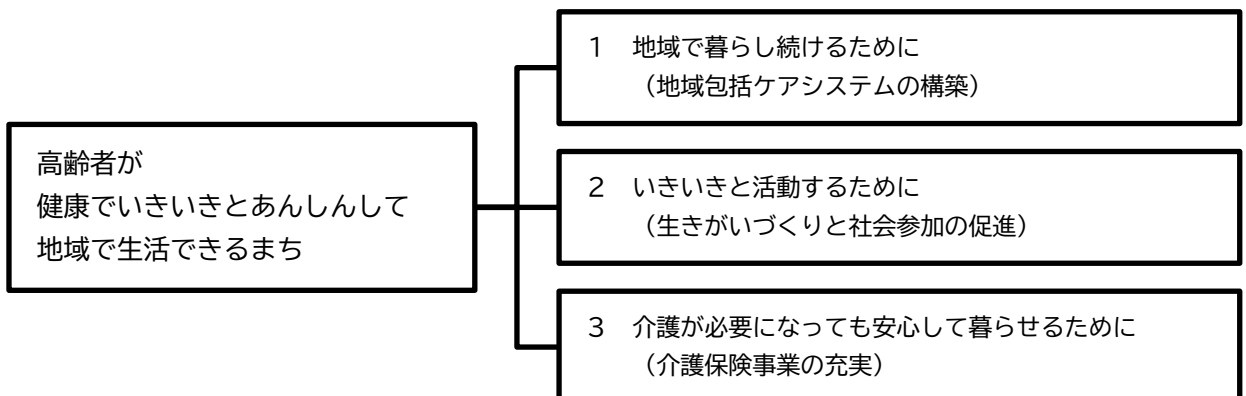 高齢者が
健康でいきいきとあんしんして
地域で生活できるまち
1　地域で暮らし続けるために
（地域包括ケアシステムの構築）
2　いきいきと活動するために
（生きがいづくりと社会参加の促進）
3　介護が必要になっても安心して暮らせるために
（介護保険事業の充実）